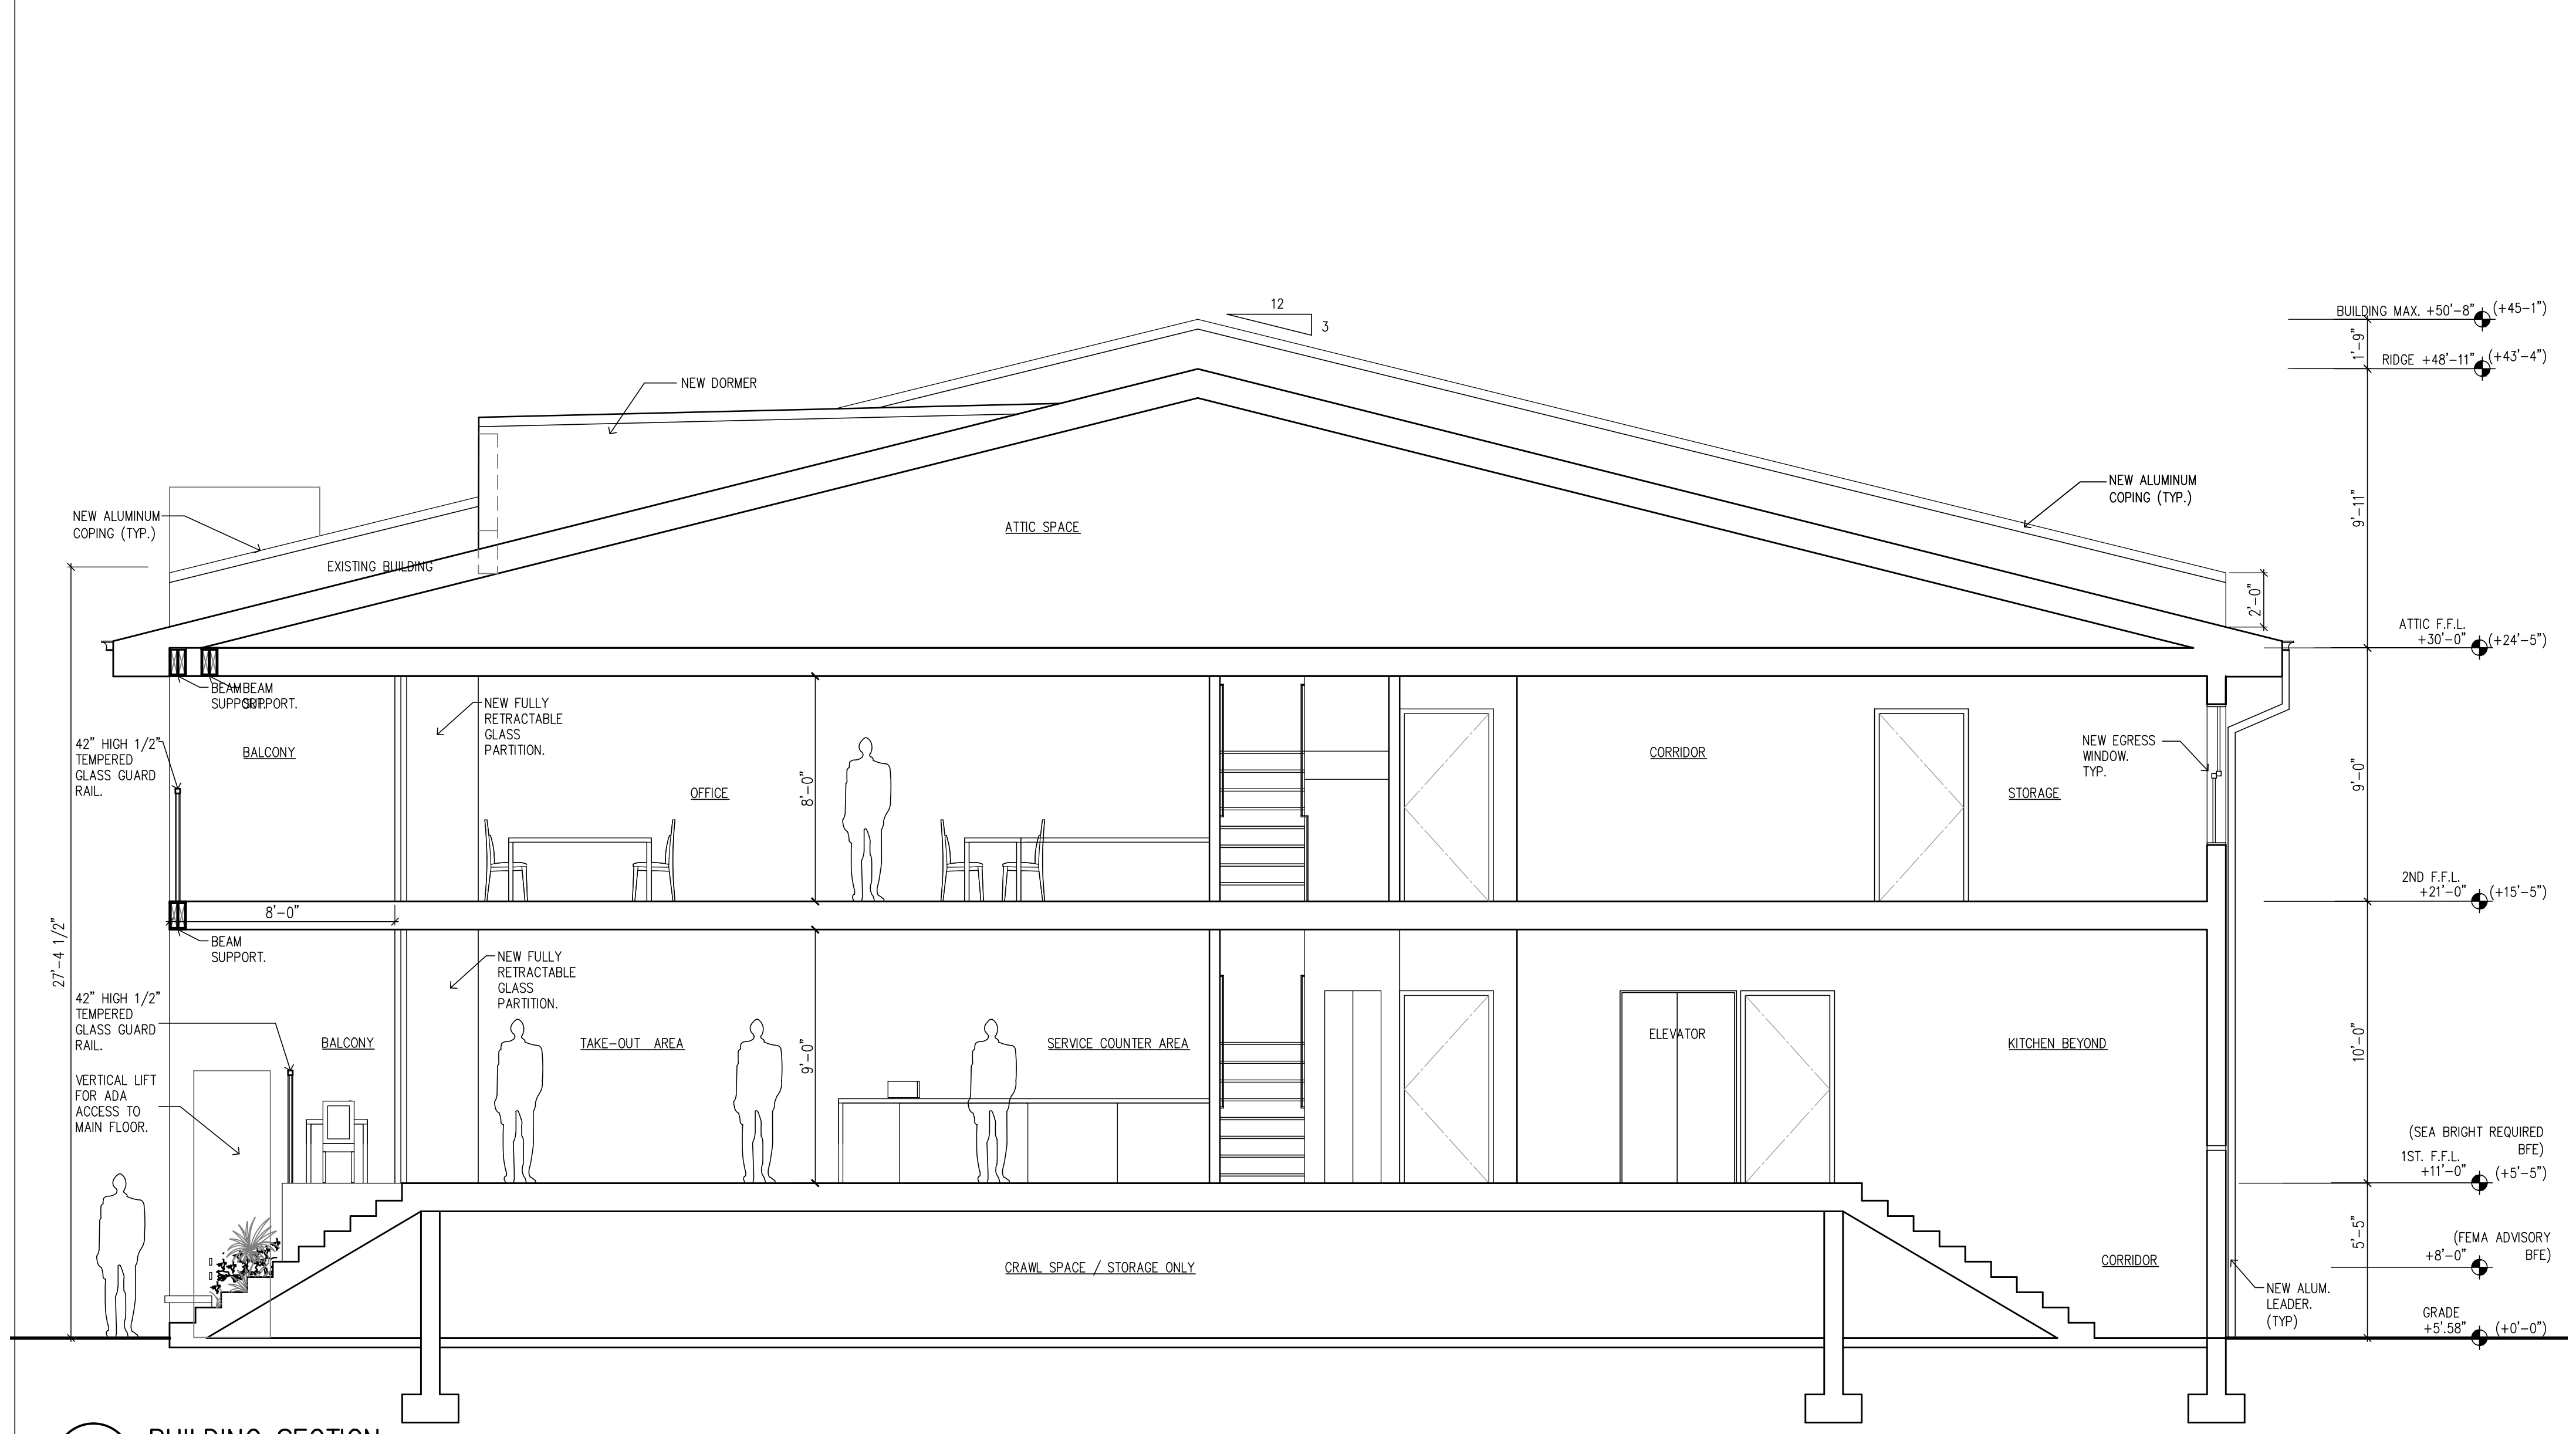 12
3
BUILDING MAX. +50'-8" (+45-1")
1'-9"
RIDGE +48'-11" (+43'-4")
NEW DORMER
NEW ALUMINUM
COPING (TYP.)
9'-11"
NEW ALUMINUM
COPING (TYP.)
ATTIC SPACE
EXISTING BUILDING
2'-0"
ATTIC F.F.L.
+30'-0" (+24'-5")
BEAM
SUPPORT.
BEAM
SUPPORT.
NEW FULLY
RETRACTABLE
GLASS
PARTITION.
42" HIGH 1/2"
TEMPERED
GLASS GUARD
RAIL.
BALCONY
OFFICE
8'-0"
CORRIDOR
STORAGE
NEW EGRESS
WINDOW.
TYP.
9'-0"
2ND F.F.L.
+21'-0" (+15'-5")
8'-0"
27'-4 1/2"
BEAM
SUPPORT.
NEW FULLY
RETRACTABLE
GLASS
PARTITION.
42" HIGH 1/2"
TEMPERED
GLASS GUARD
RAIL.
BALCONY
TAKE-OUT AREA
9'-0"
SERVICE COUNTER AREA
ELEVATOR
KITCHEN BEYOND
10'-0"
VERTICAL LIFT
FOR ADA
ACCESS TO
MAIN FLOOR.
(SEA BRIGHT REQUIRED
BFE)
1ST. F.F.L.
+11'-0" (+5'-5")
5'-5"
(FEMA ADVISORY
BFE)
+8'-0"
CRAWL SPACE / STORAGE ONLY
CORRIDOR
NEW ALUM.
LEADER.
(TYP)
GRADE
+5'.58" (+0'-0")
BUILDING SECTION